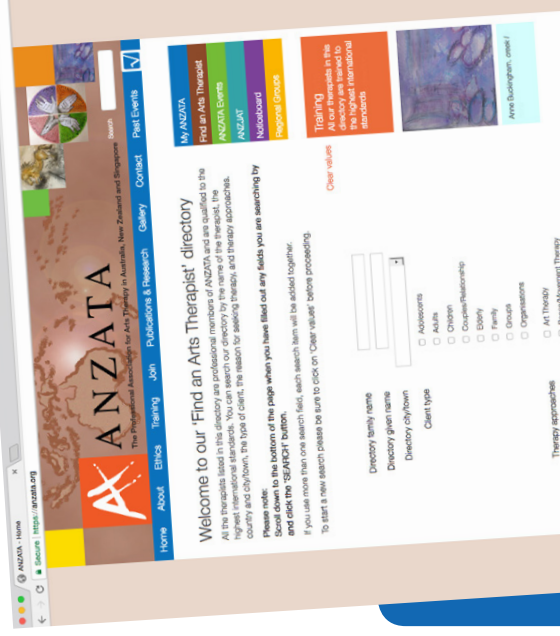 ANZATA - Home
Secure | https://anzata.org
ANZATA
The Professional Association for Arts Therapy in Australia, New Zealand and Singapore
Search
Home About Ethics Training Join Publications & Research Gallery Contact Past Events
Welcome to our 'Find an Arts Therapist' directory
All the therapists listed in this directory are professional members of ANZATA and are qualified to the
highest international standards. You can search our directory by the name of the therapist, the
country and city/town, the type of client, the reason for seeking therapy, and therapy approaches.
Please note:
Scroll down to the bottom of the page when you have filled out any fields you are searching by
and click the 'SEARCH' button.
If you use more than one search field, each search item will be added together.
To start a new search please be sure to click on 'Clear values' before proceeding.
Clear values
Directory family name
Directory given name
Directory city/town
Client type
Adolescents
Adults
Children
Couples/Relationship
Elderly
Family
Groups
Organisations
Therapy approaches
Art Therapy
Dance/Movement Therapy
My ANZATA
Find an Arts Therapist
ANZATA Events
ANZJAT
Noticeboard
Regional Groups
Training
All our therapists in this
directory are trained to
the highest international
standards
Anne Buckingham, creek I